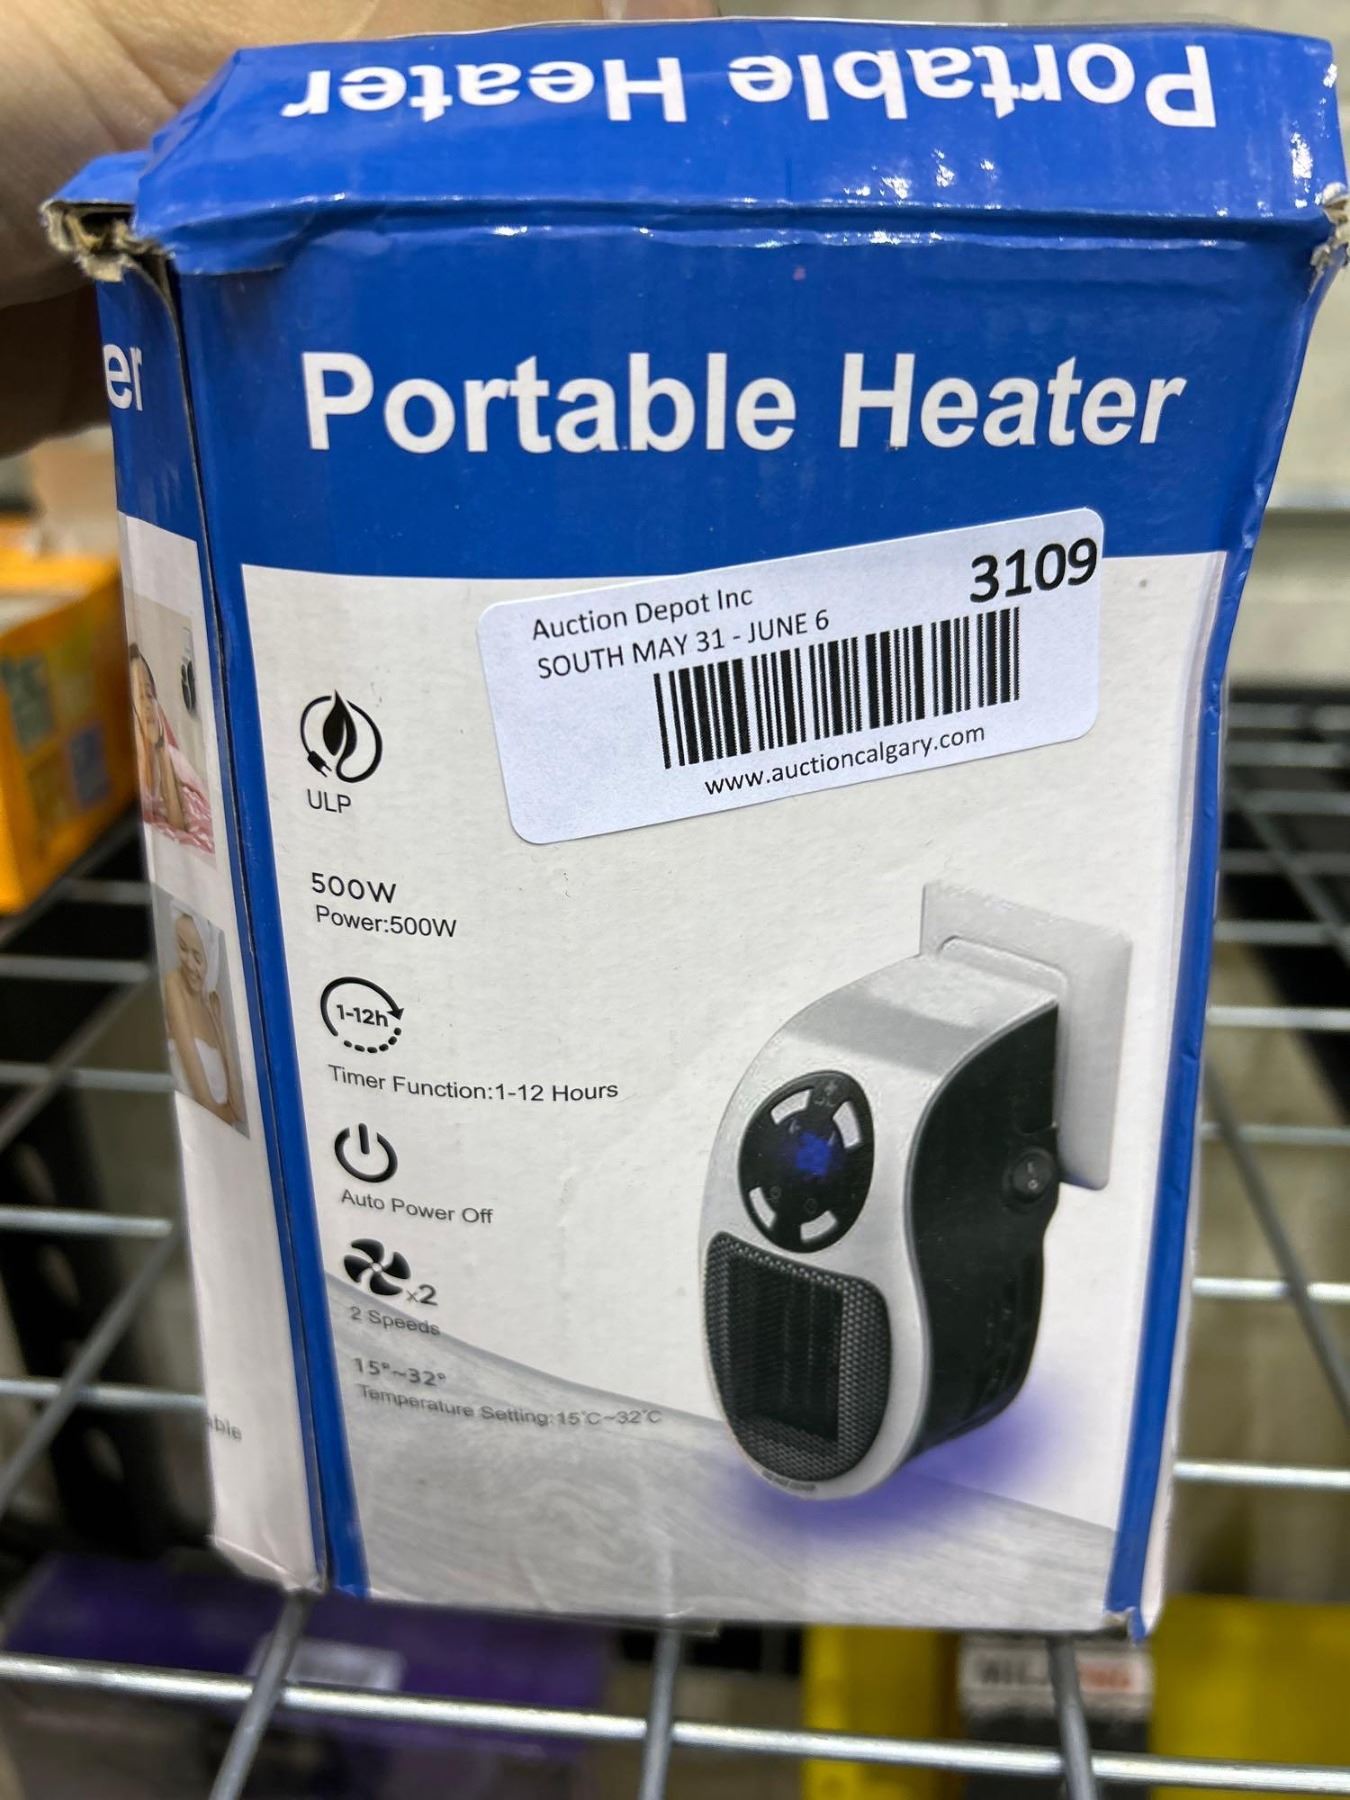 Portable Heater
er
Portable Heater
Auction Depot Inc
3109
SOUTH MAY 31 - JUNE 6
www.auctioncalgary.com
ULP
500W
Power:500W
1-12h
Timer Function:1-12 Hours
Auto Power Off
x2
2 Speeds
15°~32°
Temperature Setting:15°C~32°C
able